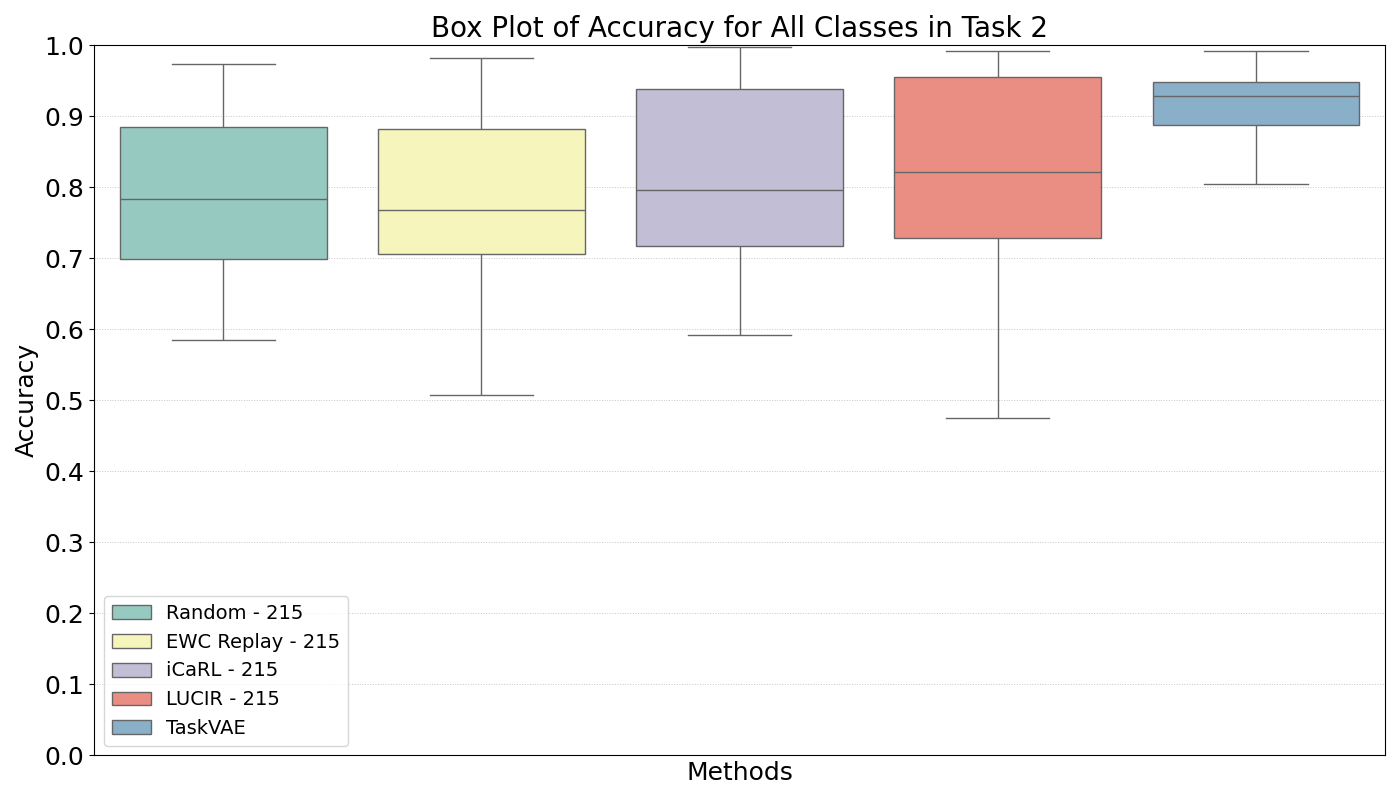 Box Plot of Accuracy for All Classes in Task 2
Accuracy
1.0
0.9
0.8
0.7
0.6
0.5
0.4
0.3
0.2
0.1
0.0
Random - 215
EWC Replay - 215
iCaRL - 215
LUCIR - 215
TaskVAE
Methods